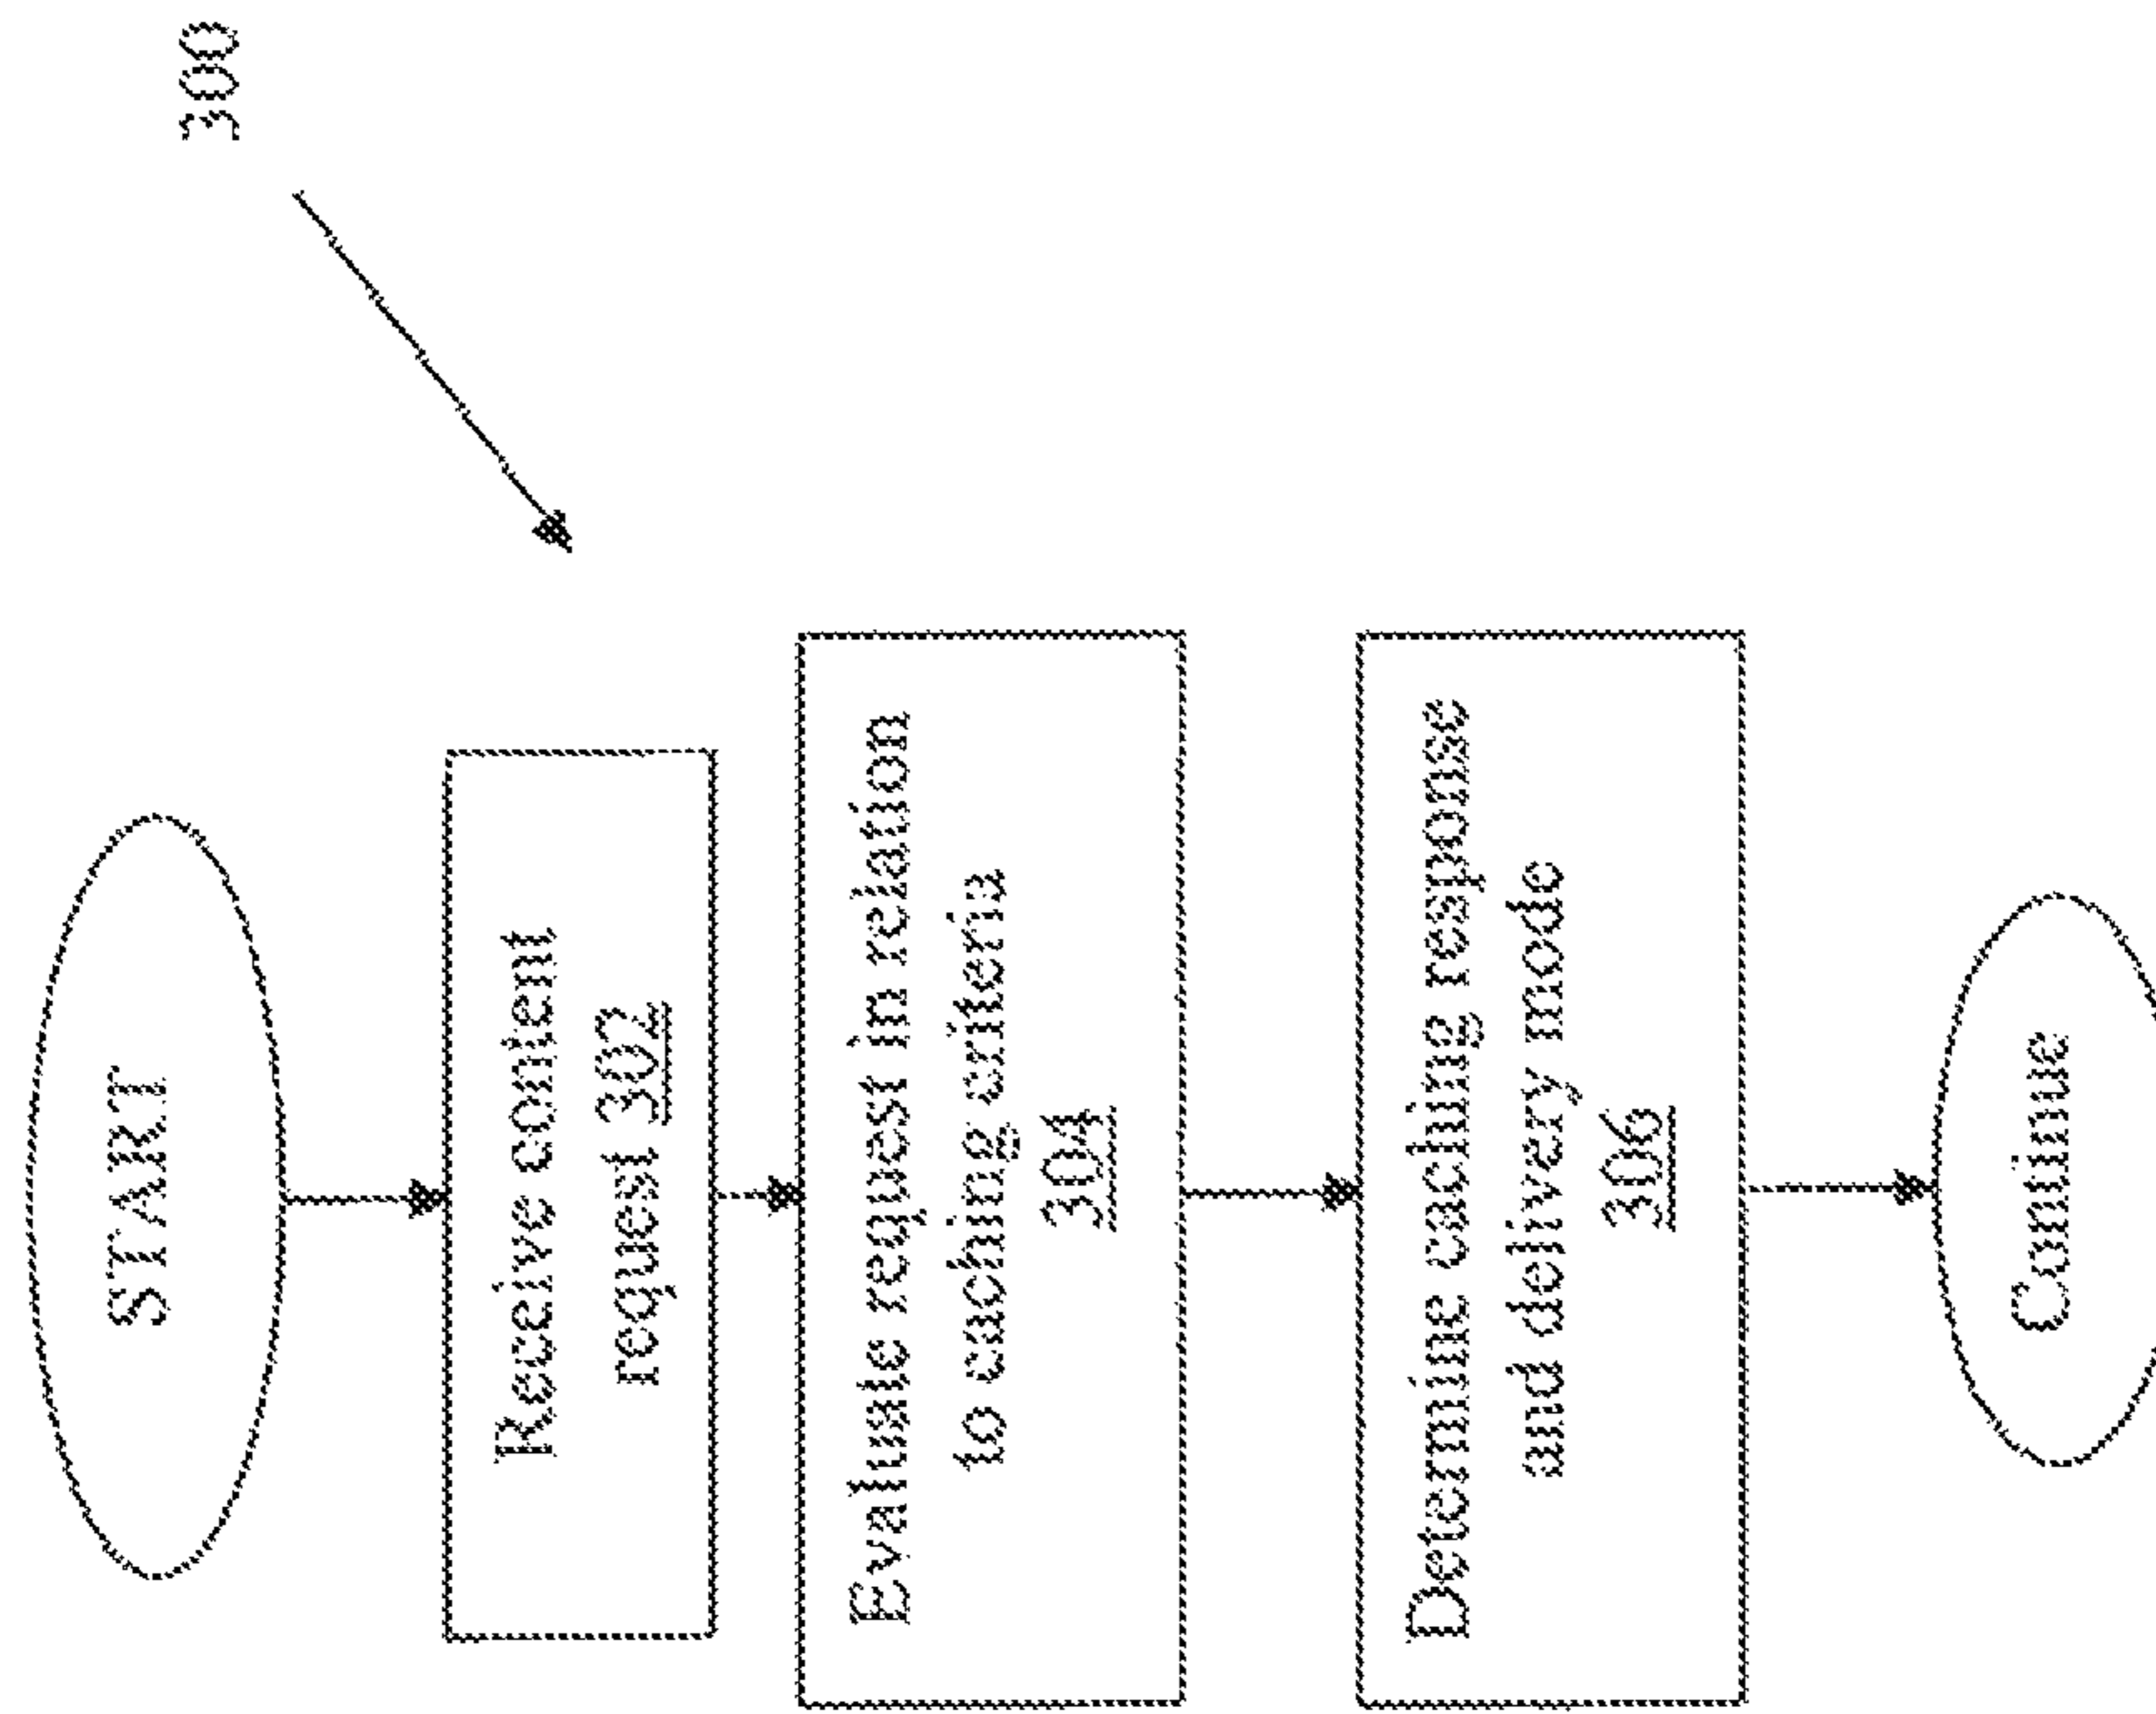 300
START
Receive content
request 302
Evaluate request in relation
to caching criteria
304
Determine caching response
and delivery mode
306
Continue